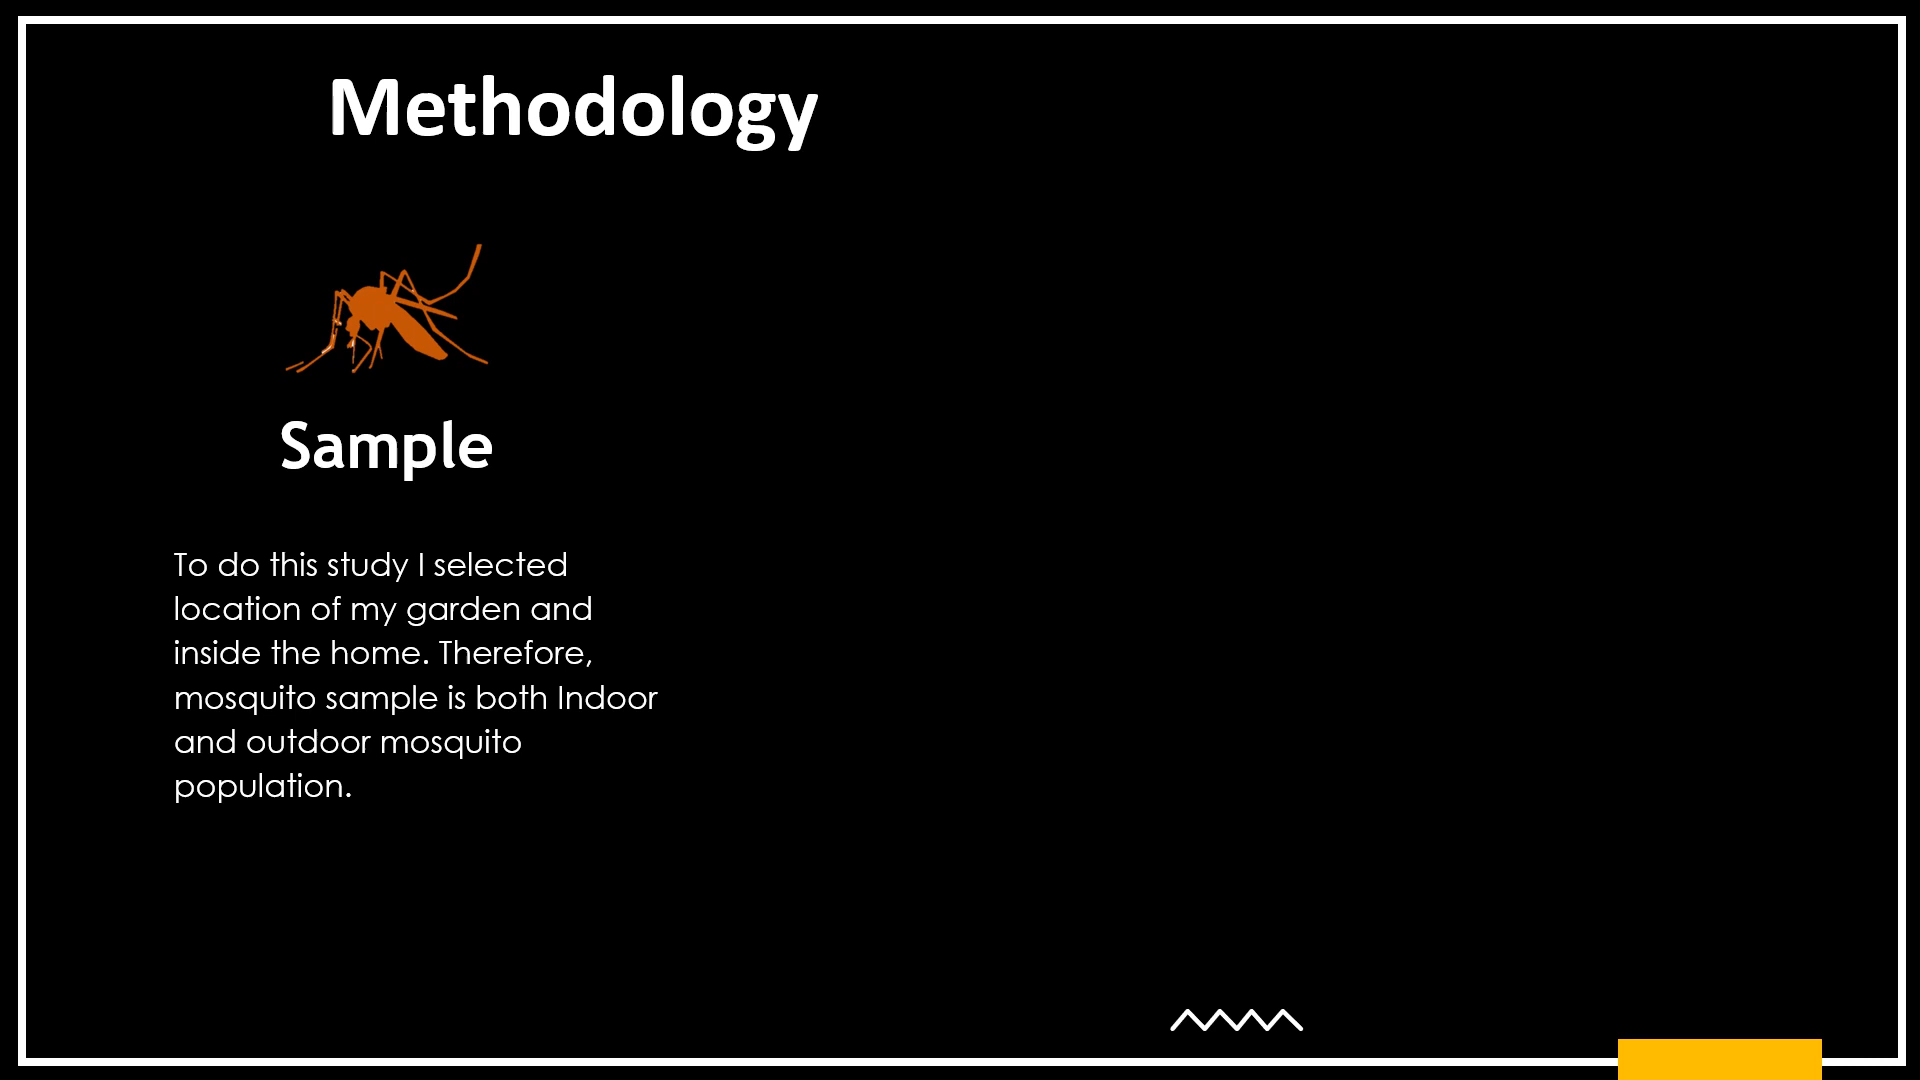 Methodology
Sample
To do this study I selected
location of my garden and
inside the home. Therefore,
mosquito sample is both Indoor
and outdoor mosquito
population.